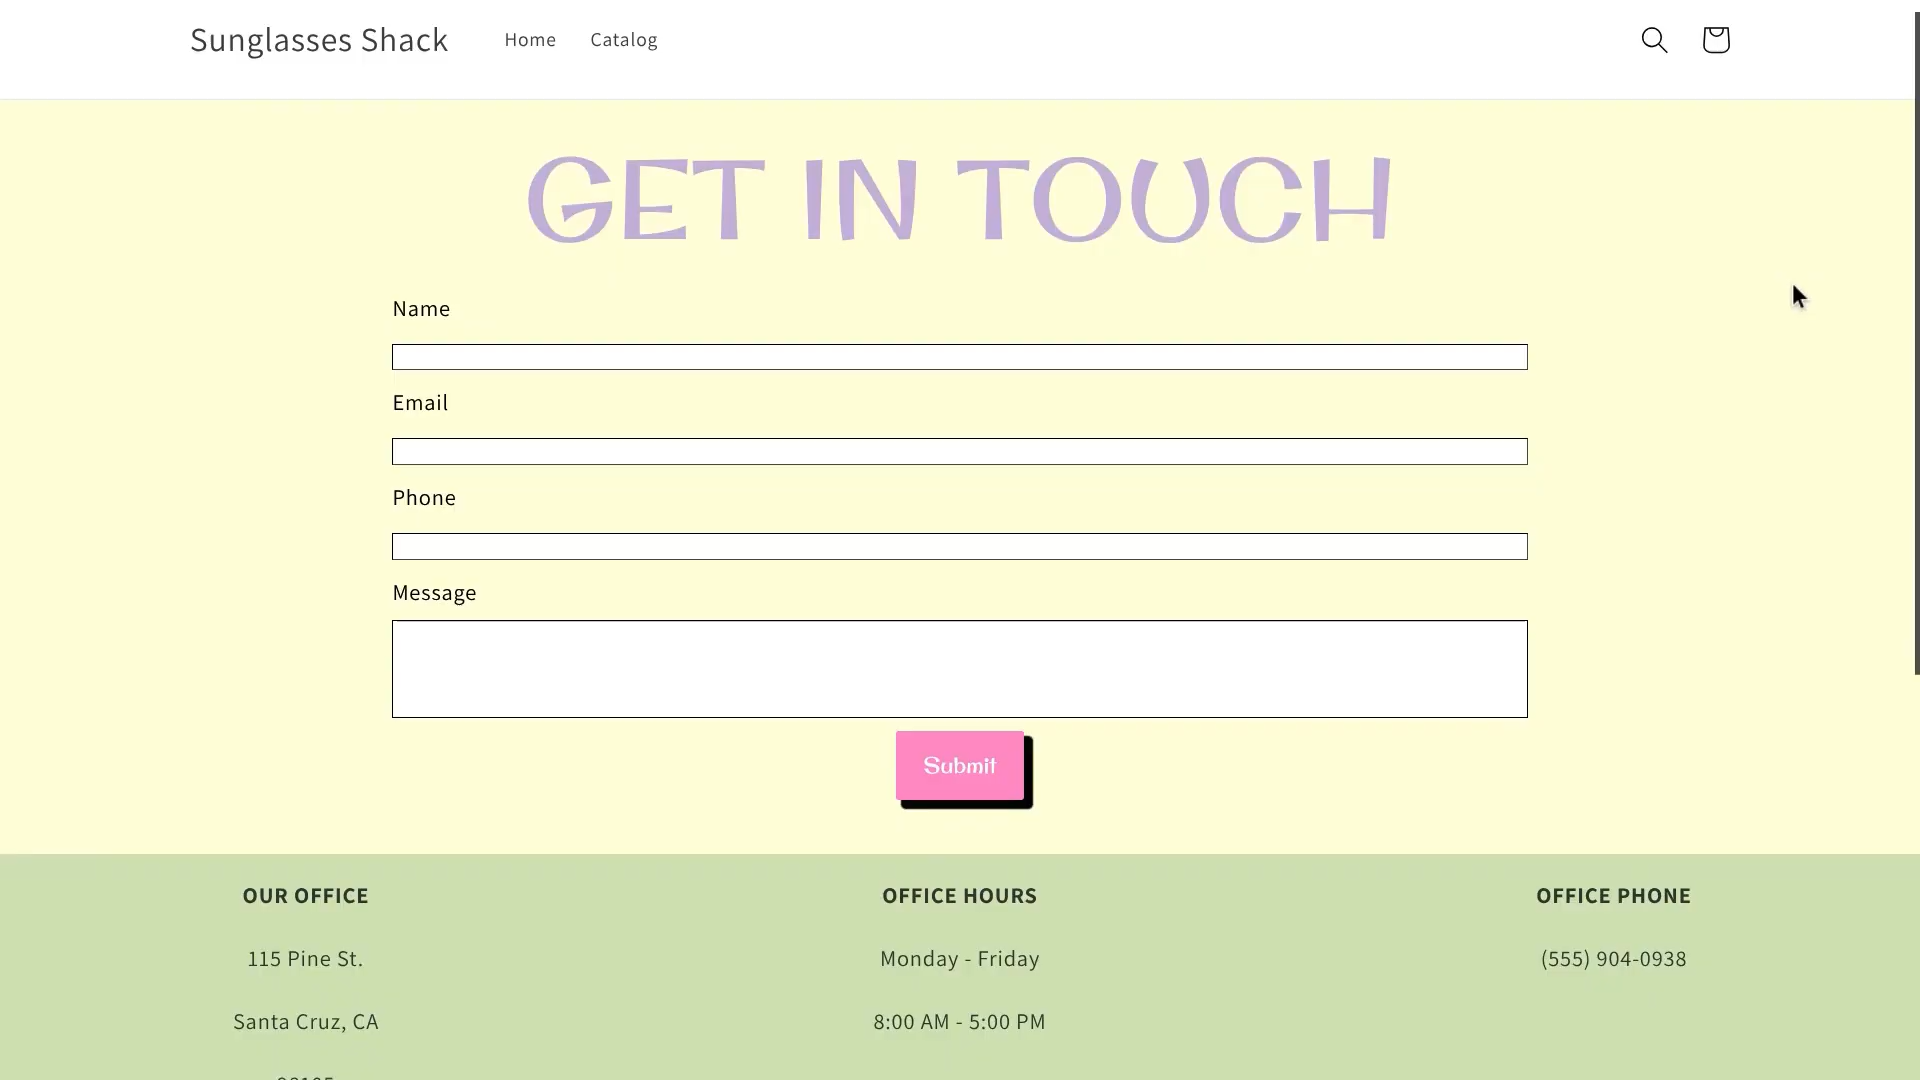 Sunglasses Shack Home Catalog
GET IN TOUCH
Name
Email
Phone
Message
Submit
OUR OFFICE
115 Pine St.
Santa Cruz, CA
OFFICE HOURS
Monday - Friday
8:00 AM - 5:00 PM
OFFICE PHONE
(555) 904-0938